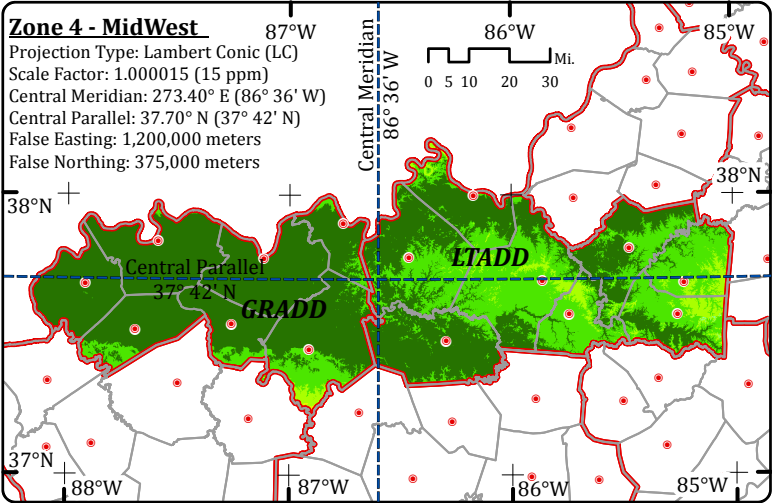 Zone 4 - MidWest
Projection Type: Lambert Conic (LC)
Scale Factor: 1.000015 (15 ppm)
Central Meridian: 273.40° E (86° 36' W)
Central Parallel: 37.70° N (37° 42' N)
False Easting: 1,200,000 meters
False Northing: 375,000 meters
87°W
86°W
85°W
Central Meridian
86° 36' W
Mi.
0 5 10 20 30
38°N
38°N
Central Parallel
37° 42' N
GRADD
LTADD
37°N
88°W
87°W
86°W
85°W